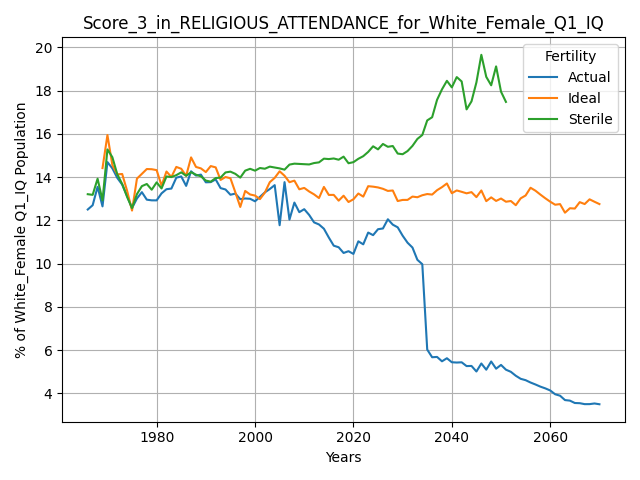 Score_3_in_RELIGIOUS_ATTENDANCE_for_White_Female_Q1_IQ
% of White_Female Q1_IQ Population
20
18
16
14
12
10
8
6
4
Fertility
Actual
Ideal
Sterile
1980
2000
2020
2040
2060
Years